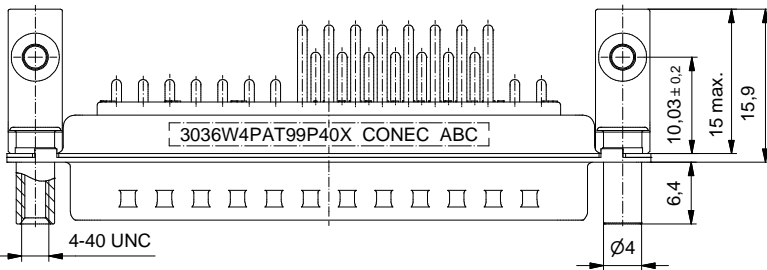 3036W4PAT99P40X CONEC ABC
10,03 ± 0,2
15 max.
15,9
6,4
4-40 UNC
Ø4